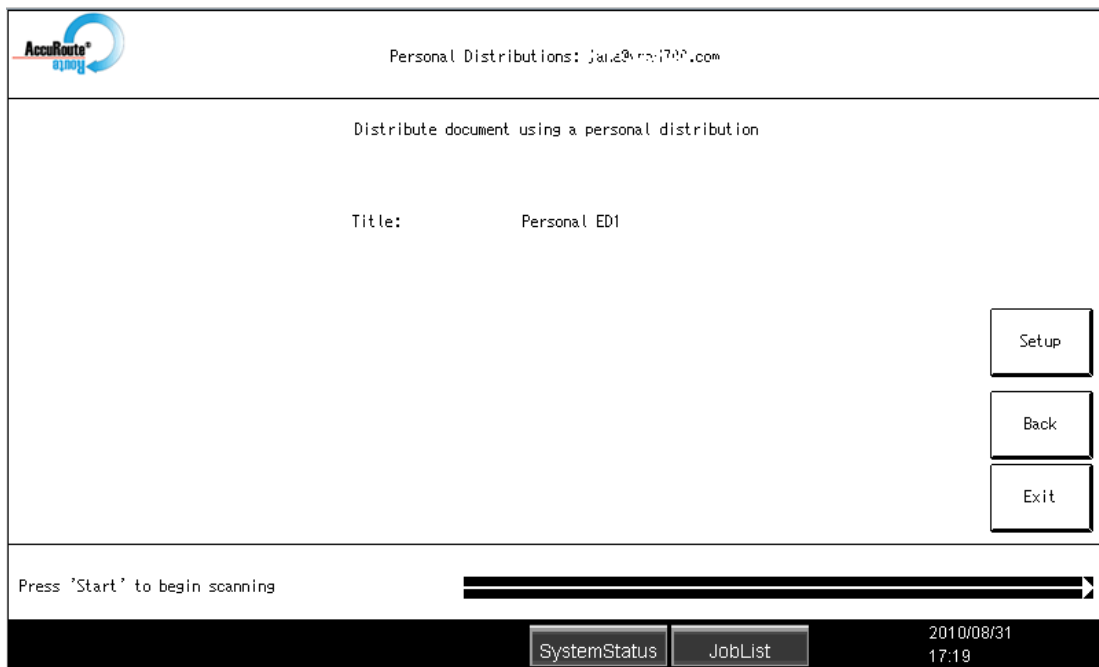 AccuRoute®
Route
Personal Distributions: .com
Distribute document using a personal distribution
Title: Personal ED1
Setup
Back
Exit
Press 'Start' to begin scanning
SystemStatus JobList 2010/08/31
17:19